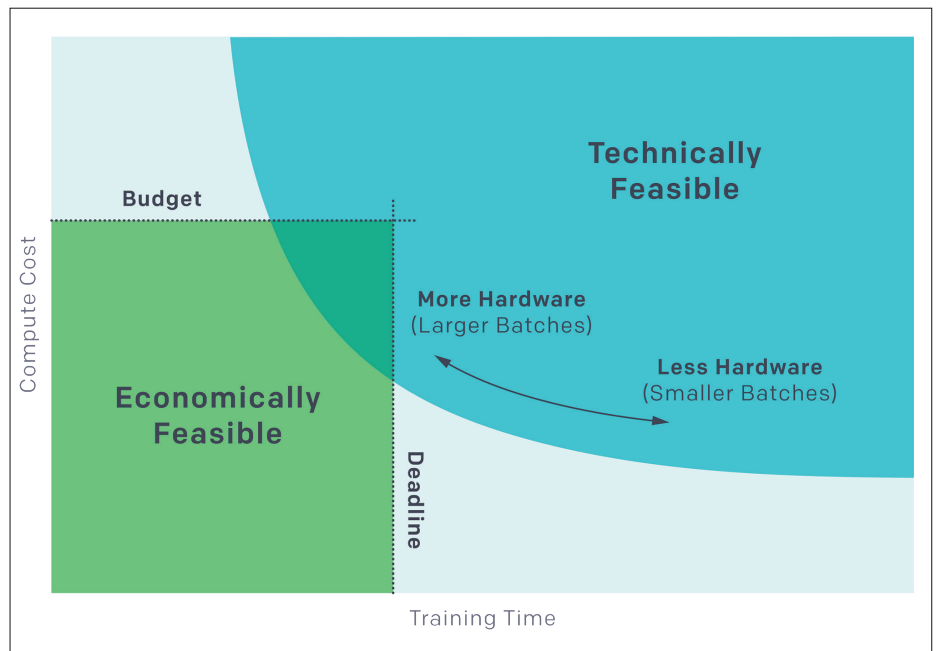 Technically
Feasible
Budget
More Hardware
(Larger Batches)
Less Hardware
(Smaller Batches)
Economically
Feasible
Deadline
Compute Cost
Training Time